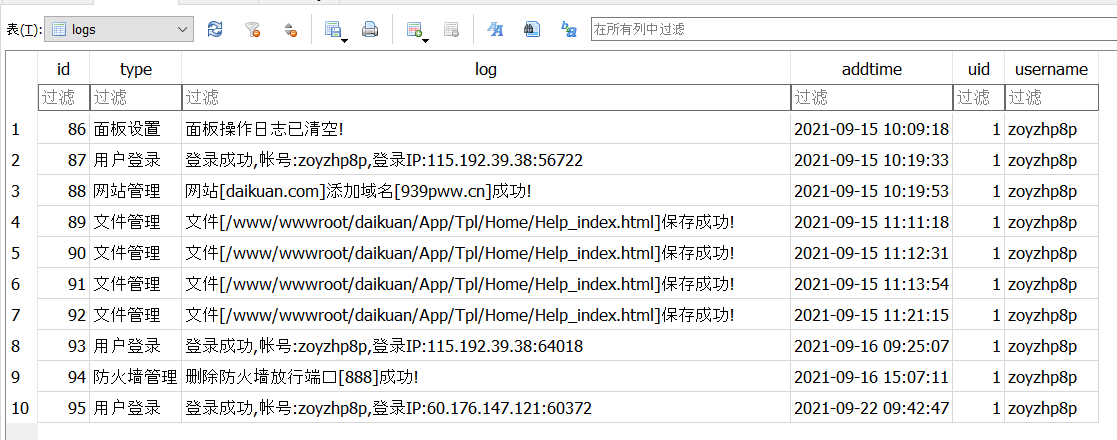 表(T): logs 在所有列中过滤
id type log addtime uid username
过滤 过滤 过滤 过滤 过滤 过滤
1 86 面板设置 面板操作日志已清空! 2021-09-15 10:09:18 1 zoyzhp8p
2 87 用户登录 登录成功,帐号:zoyzhp8p,登录IP:115.192.39.38:56722 2021-09-15 10:19:33 1 zoyzhp8p
3 88 网站管理 网站[daikuan.com]添加域名[939pww.cn]成功! 2021-09-15 10:19:53 1 zoyzhp8p
4 89 文件管理 文件[/www/wwwroot/daikuan/App/Tpl/Home/Help_index.html]保存成功! 2021-09-15 11:11:18 1 zoyzhp8p
5 90 文件管理 文件[/www/wwwroot/daikuan/App/Tpl/Home/Help_index.html]保存成功! 2021-09-15 11:12:31 1 zoyzhp8p
6 91 文件管理 文件[/www/wwwroot/daikuan/App/Tpl/Home/Help_index.html]保存成功! 2021-09-15 11:13:54 1 zoyzhp8p
7 92 文件管理 文件[/www/wwwroot/daikuan/App/Tpl/Home/Help_index.html]保存成功! 2021-09-15 11:21:15 1 zoyzhp8p
8 93 用户登录 登录成功,帐号:zoyzhp8p,登录IP:115.192.39.38:64018 2021-09-16 09:25:07 1 zoyzhp8p
9 94 防火墙管理 删除防火墙放行端口[888]成功! 2021-09-16 15:07:11 1 zoyzhp8p
10 95 用户登录 登录成功,帐号:zoyzhp8p,登录IP:60.176.147.121:60372 2021-09-22 09:42:47 1 zoyzhp8p